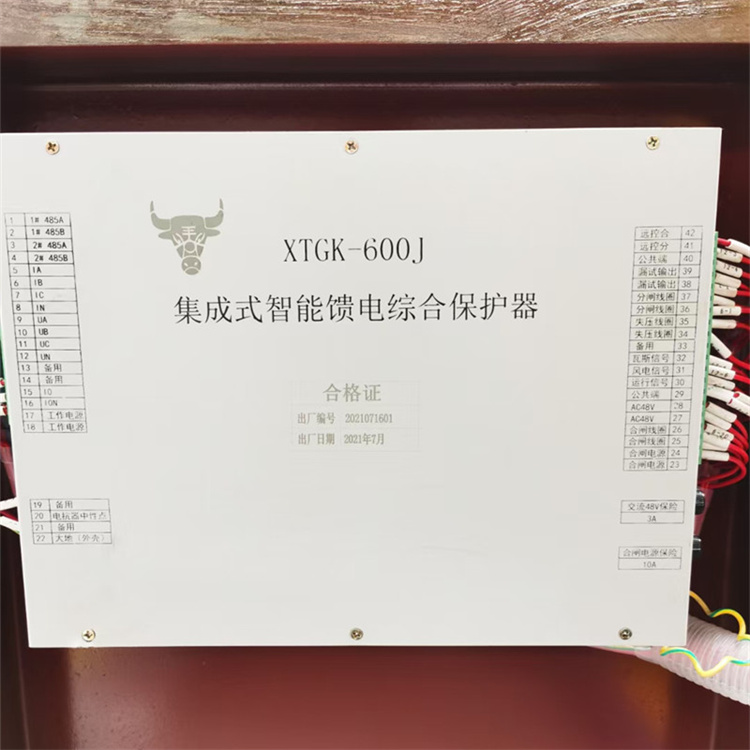 XTGK-600J
集成式智能馈电综合保护器
合格证
出厂编号 2021071601
出厂日期 2021年7月
1 1# 485A
2 1# 485B
3 2# 485A
4 2# 485B
5 IA
6 IB
7 IC
8 IN
9 UA
10 UB
11 UC
12 UN
13 备用
14 备用
15 IO
16 ION
17 工作电源
18 工作电源
19 备用
20 电抗器中性点
21 备用
22 大地(外壳)
远控合 42
远控分 41
公共端 40
漏试输出 39
漏试输出 38
分闸线圈 37
分闸线圈 36
失压线圈 35
失压线圈 34
备用 33
瓦斯信号 32
风电信号 31
运行信号 30
公共端 29
AC48V 28
AC48V 27
合闸线圈 26
合闸线圈 25
合闸电源 24
合闸电源 23
交流48V保险
3A
合闸电源保险
10A